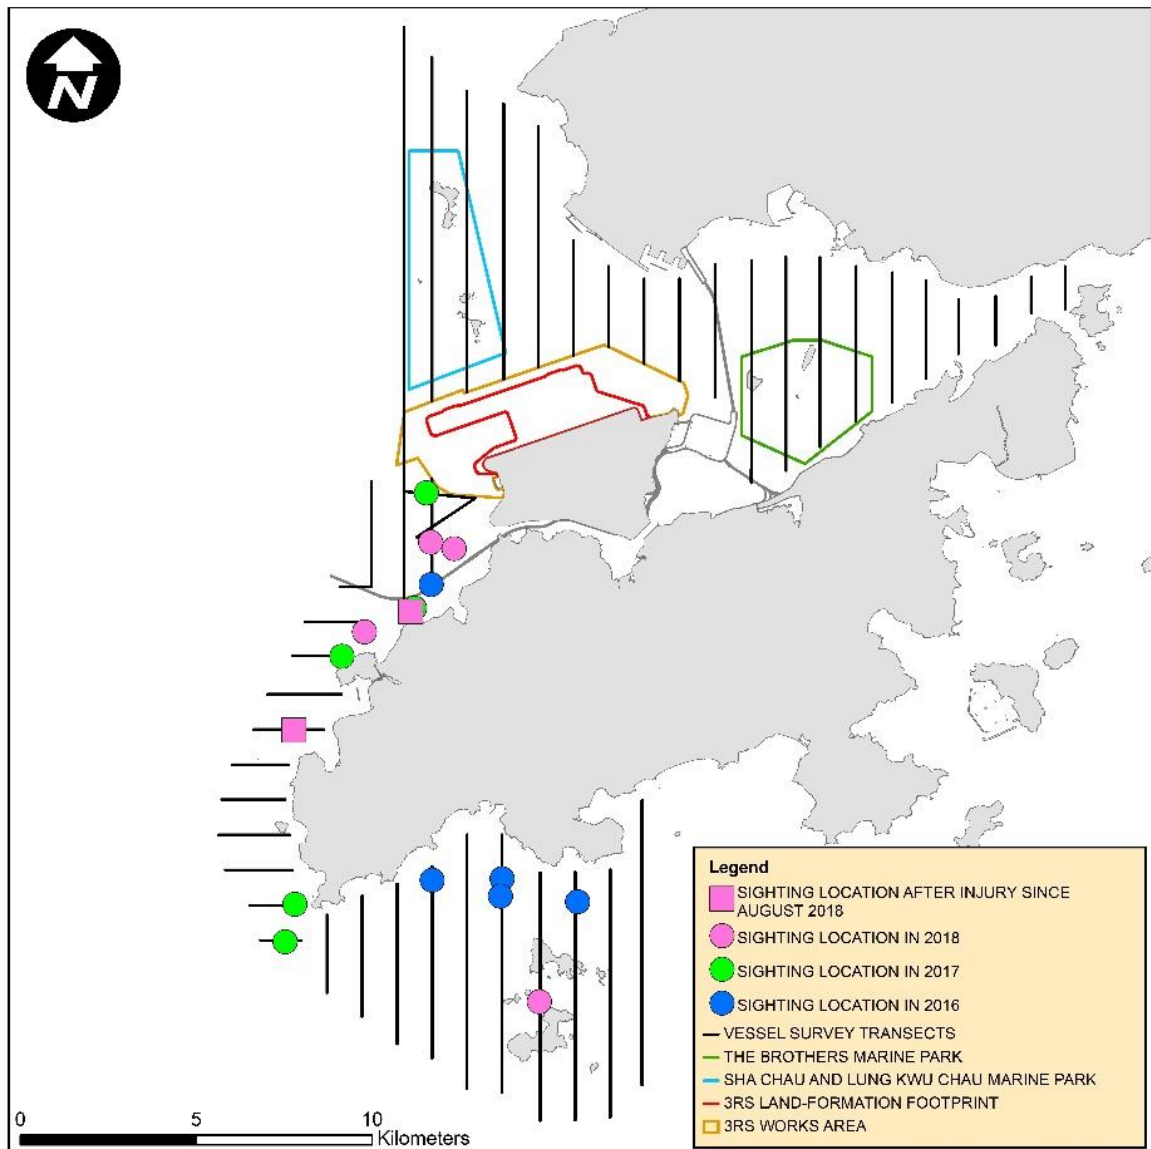 N
Legend
SIGHTING LOCATION AFTER INJURY SINCE
AUGUST 2018
SIGHTING LOCATION IN 2018
SIGHTING LOCATION IN 2017
SIGHTING LOCATION IN 2016
VESSEL SURVEY TRANSECTS
THE BROTHERS MARINE PARK
SHA CHAU AND LUNG KWU CHAU MARINE PARK
3RS LAND-FORMATION FOOTPRINT
3RS WORKS AREA
0 5 10
Kilometers